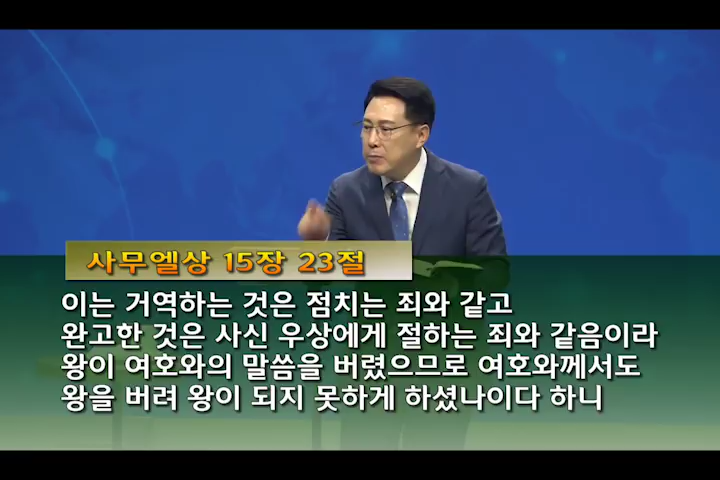 사무엘상 15장 23절
이는 거역하는 것은 점치는 죄와 같고
완고한 것은 사신 우상에게 절하는 죄와 같음이라
왕이 여호와의 말씀을 버렸으므로 여호와께서도
왕을 버려 왕이 되지 못하게 하셨나이다 하니